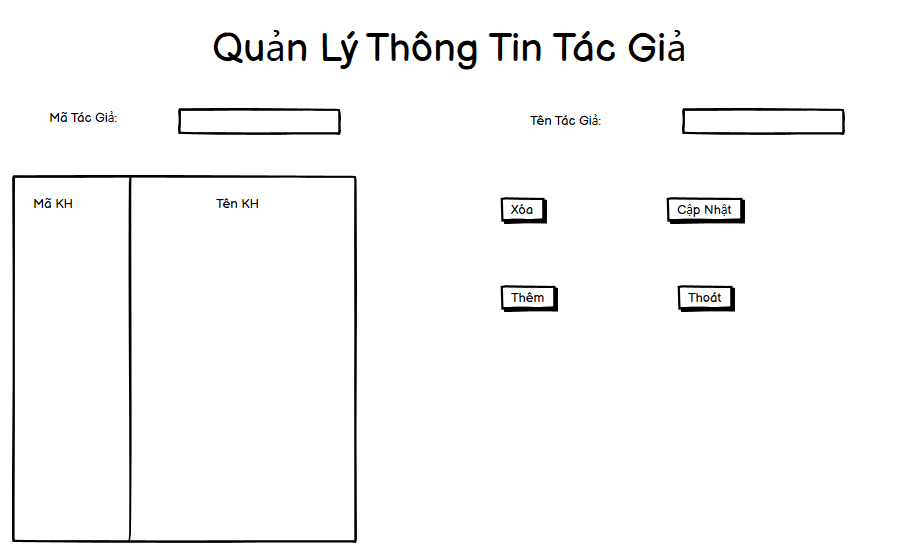 Quản Lý Thông Tin Tác Giả
Mã Tác Giả:
Tên Tác Giả:
Mã KH
Tên KH
Xóa
Cập Nhật
Thêm
Thoát